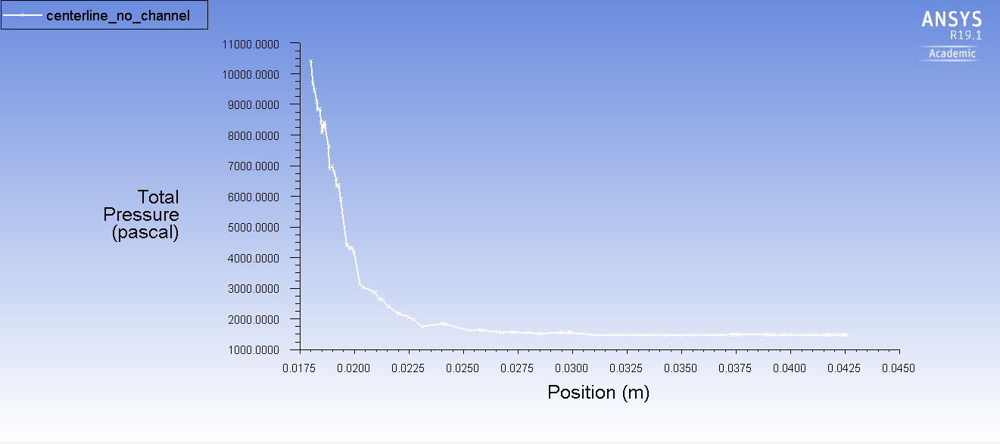 centerline_no_channel
ANSYS
R19.1
Academic
11000.0000
10000.0000
9000.0000
8000.0000
7000.0000
6000.0000
5000.0000
4000.0000
3000.0000
2000.0000
1000.0000
Total
Pressure
(pascal)
0.0175 0.0200 0.0225 0.0250 0.0275 0.0300 0.0325 0.0350 0.0375 0.0400 0.0425 0.0450
Position (m)